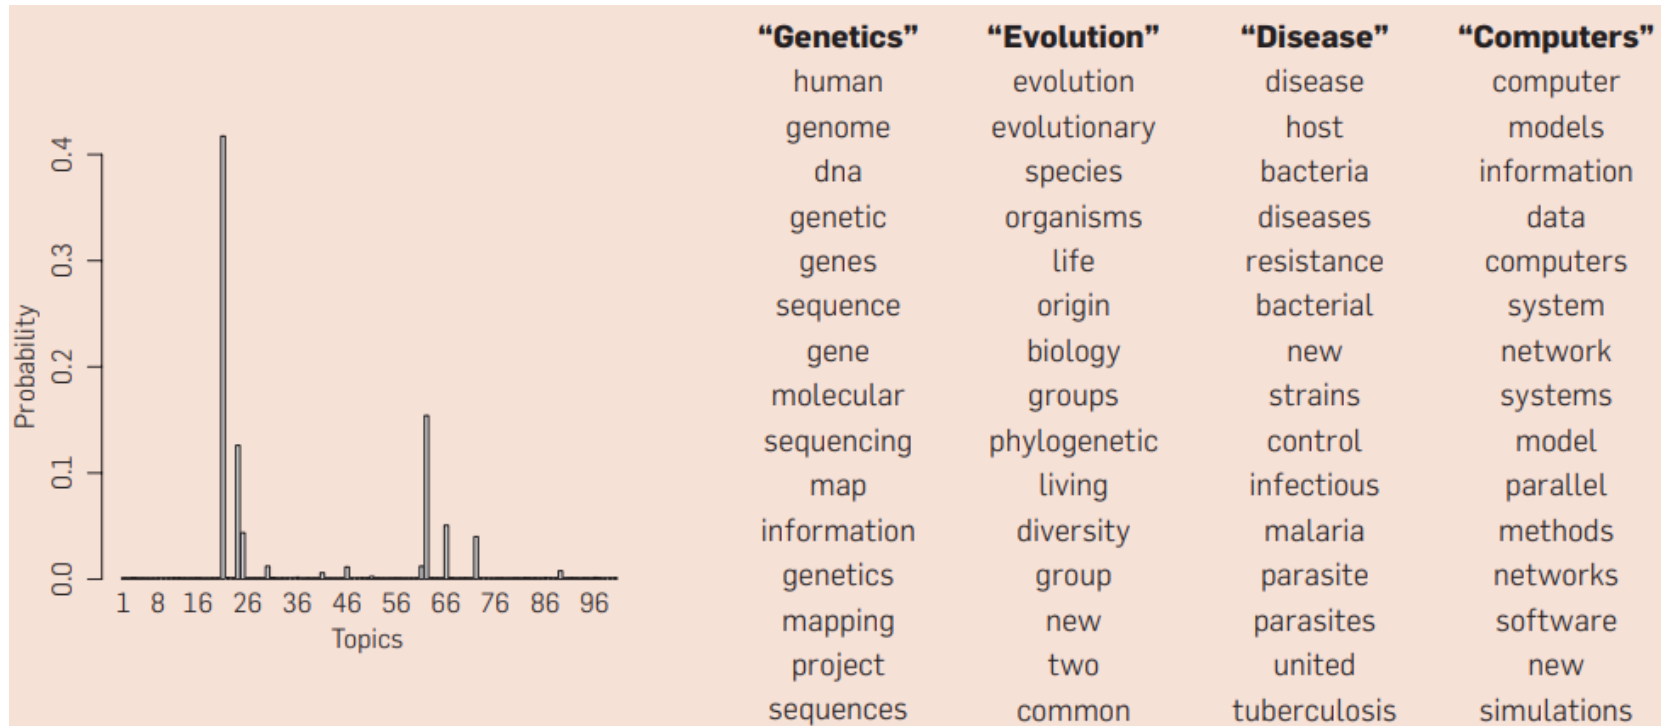 0.4
0.3
0.2
0.1
0.0
Probability
1 8 16 26 36 46 56 66 76 86 96
Topics
“Genetics” “Evolution” “Disease” “Computers”
human evolution disease computer
genome evolutionary host models
dna species bacteria information
genetic organisms diseases data
genes life resistance computers
sequence origin bacterial system
gene biology new network
molecular groups strains systems
sequencing phylogenetic control model
map living infectious parallel
information diversity malaria methods
genetics group parasite networks
mapping new parasites software
project two united new
sequences common tuberculosis simulations